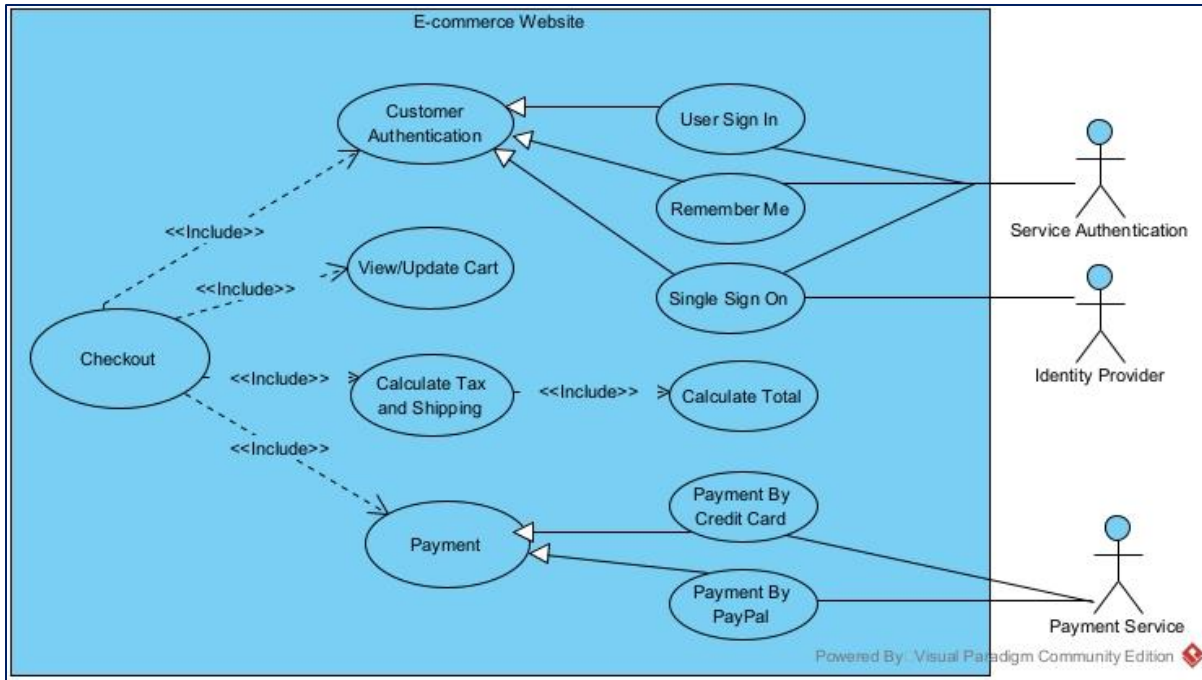 E-commerce Website
Customer
Authentication
User Sign In
Remember Me
Service Authentication
<<Include>>
View/Update Cart
<<Include>>
Single Sign On
Checkout
Identity Provider
<<Include>>
Calculate Tax
and Shipping
<<Include>>
Calculate Total
<<Include>>
Payment By
Credit Card
Payment
Payment By
PayPal
Payment Service
Powered By Visual Paradigm Community Edition